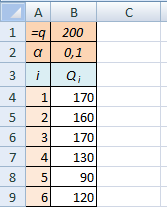 A B C
1 =q 200
2 α 0,1
3 i Qi
4 1 170
5 2 160
6 3 170
7 4 130
8 5 90
9 6 120